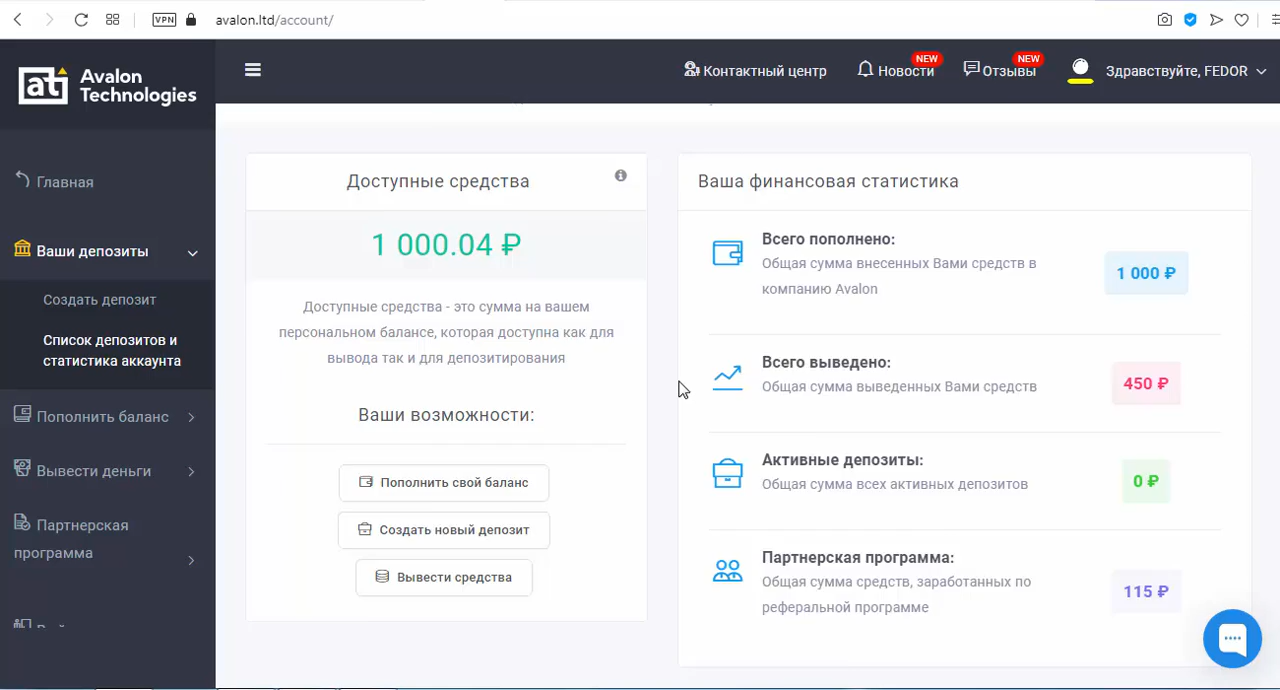 VPN
avalon.ltd/account/
Avalon
Technologies
Контактный центр
Новости
NEW
Отзывы
NEW
Здравствуйте, FEDOR
Главная
Ваши депозиты
Создать депозит
Список депозитов и
статистика аккаунта
Пополнить баланс
Вывести деньги
Партнерская
программа
Доступные средства
1 000.04 ₽
Доступные средства - это сумма на вашем
персональном балансе, которая доступна как для
вывода так и для депозитирования
Ваши возможности:
Пополнить свой баланс
Создать новый депозит
Вывести средства
Ваша финансовая статистика
Всего пополнено:
Общая сумма внесенных Вами средств в
компанию Avalon
1 000 ₽
Всего выведено:
Общая сумма выведенных Вами средств
450 ₽
Активные депозиты:
Общая сумма всех активных депозитов
0 ₽
Партнерская программа:
Общая сумма средств, заработанных по
реферальной программе
115 ₽